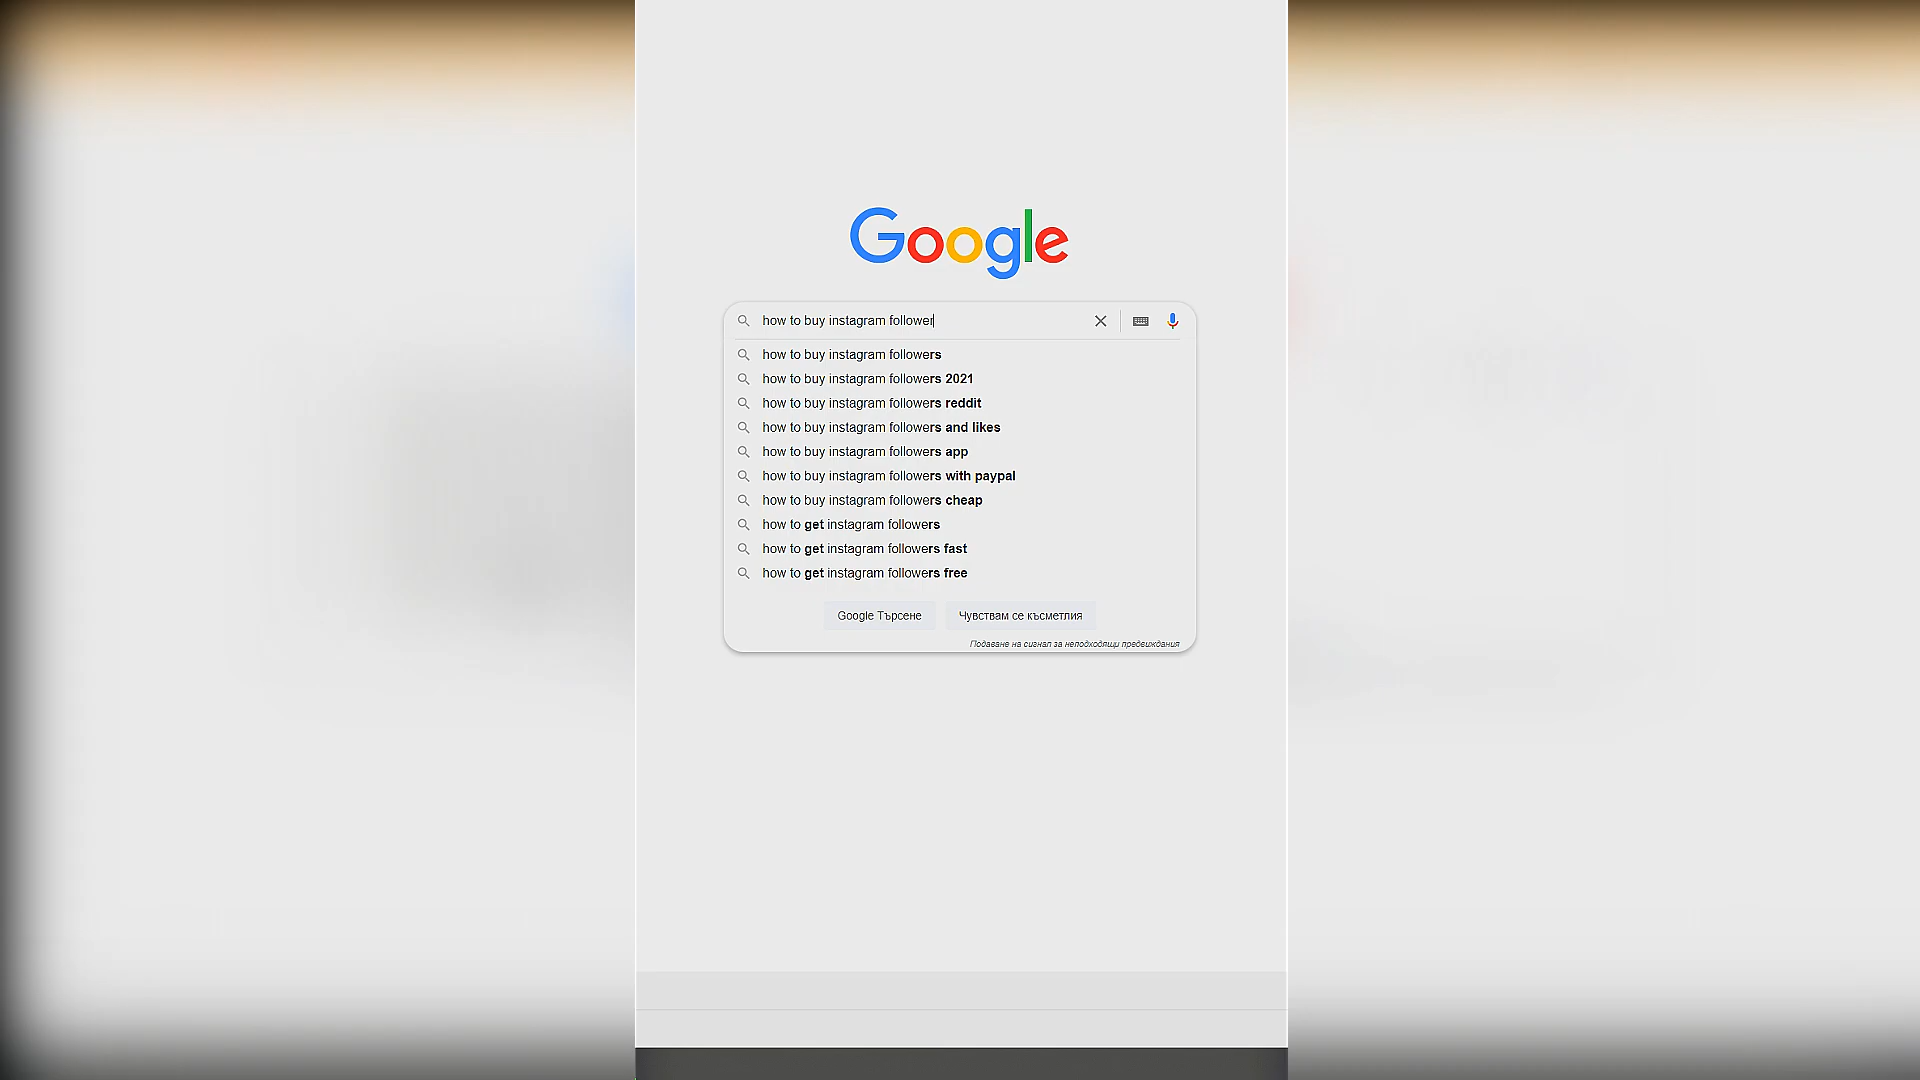 Google
how to buy instagram follower
how to buy instagram followers
how to buy instagram followers 2021
how to buy instagram followers reddit
how to buy instagram followers and likes
how to buy instagram followers app
how to buy instagram followers with paypal
how to buy instagram followers cheap
how to get instagram followers
how to get instagram followers fast
how to get instagram followers free
Google Търсене
Чувствам се късметлия
Подаване на сигнал за неподходящи предвиждания